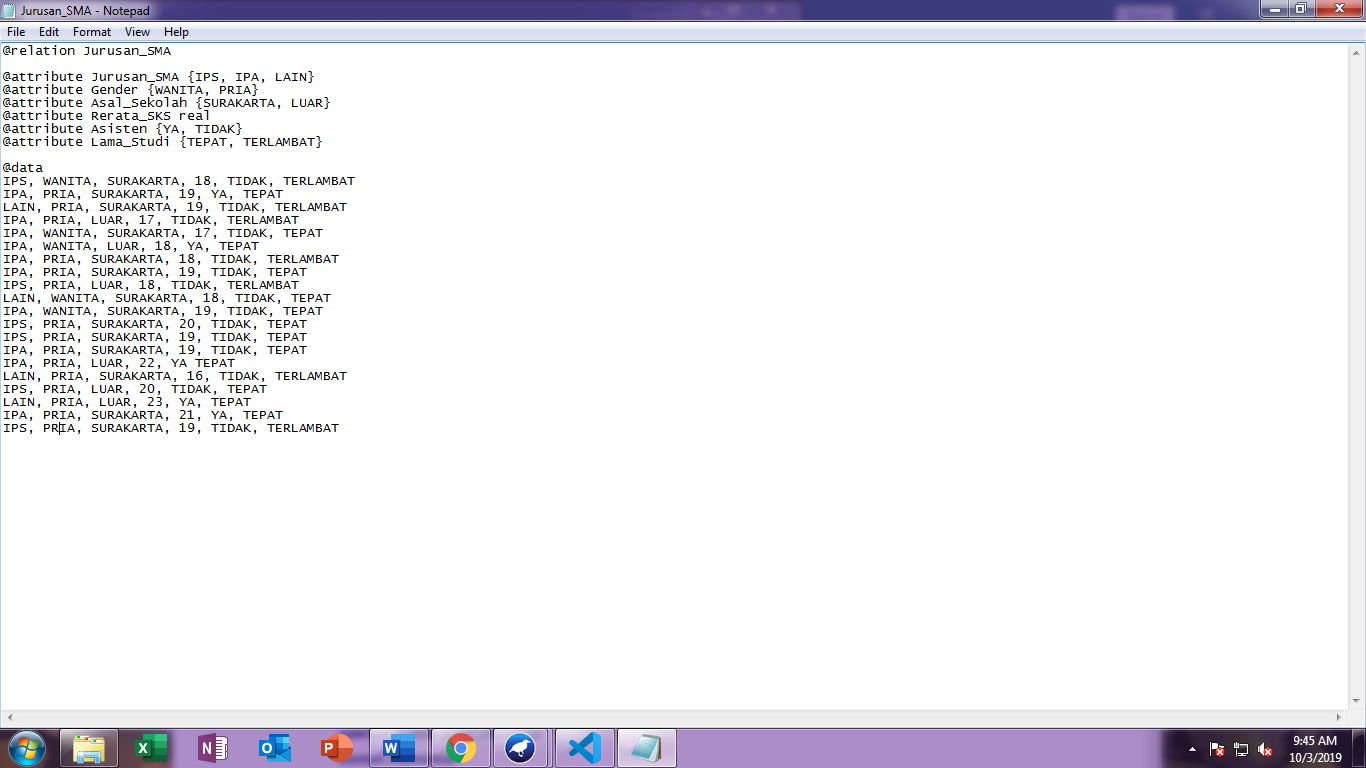 Jurusan_SMA - Notepad
File Edit Format View Help
@relation Jurusan_SMA
@attribute Jurusan_SMA {IPS, IPA, LAIN}
@attribute Gender {WANITA, PRIA}
@attribute Asal_Sekolah {SURAKARTA, LUAR}
@attribute Rerata_SKS real
@attribute Asisten {YA, TIDAK}
@attribute Lama_Studi {TEPAT, TERLAMBAT}
@data
IPS, WANITA, SURAKARTA, 18, TIDAK, TERLAMBAT
IPA, PRIA, SURAKARTA, 19, YA, TEPAT
LAIN, PRIA, SURAKARTA, 19, TIDAK, TERLAMBAT
IPA, PRIA, LUAR, 17, TIDAK, TERLAMBAT
IPA, WANITA, SURAKARTA, 17, TIDAK, TEPAT
IPA, WANITA, LUAR, 18, YA, TEPAT
IPA, PRIA, SURAKARTA, 18, TIDAK, TERLAMBAT
IPA, PRIA, SURAKARTA, 19, TIDAK, TEPAT
IPS, PRIA, LUAR, 18, TIDAK, TERLAMBAT
LAIN, WANITA, SURAKARTA, 18, TIDAK, TEPAT
IPA, WANITA, SURAKARTA, 19, TIDAK, TEPAT
IPS, PRIA, SURAKARTA, 20, TIDAK, TEPAT
IPS, PRIA, SURAKARTA, 19, TIDAK, TEPAT
IPA, PRIA, SURAKARTA, 19, TIDAK, TEPAT
IPA, PRIA, LUAR, 22, YA TEPAT
LAIN, PRIA, SURAKARTA, 16, TIDAK, TERLAMBAT
IPS, PRIA, LUAR, 20, TIDAK, TEPAT
LAIN, PRIA, LUAR, 23, YA, TEPAT
IPA, PRIA, SURAKARTA, 21, YA, TEPAT
IPS, PRIA, SURAKARTA, 19, TIDAK, TERLAMBAT
9:45 AM
10/3/2019